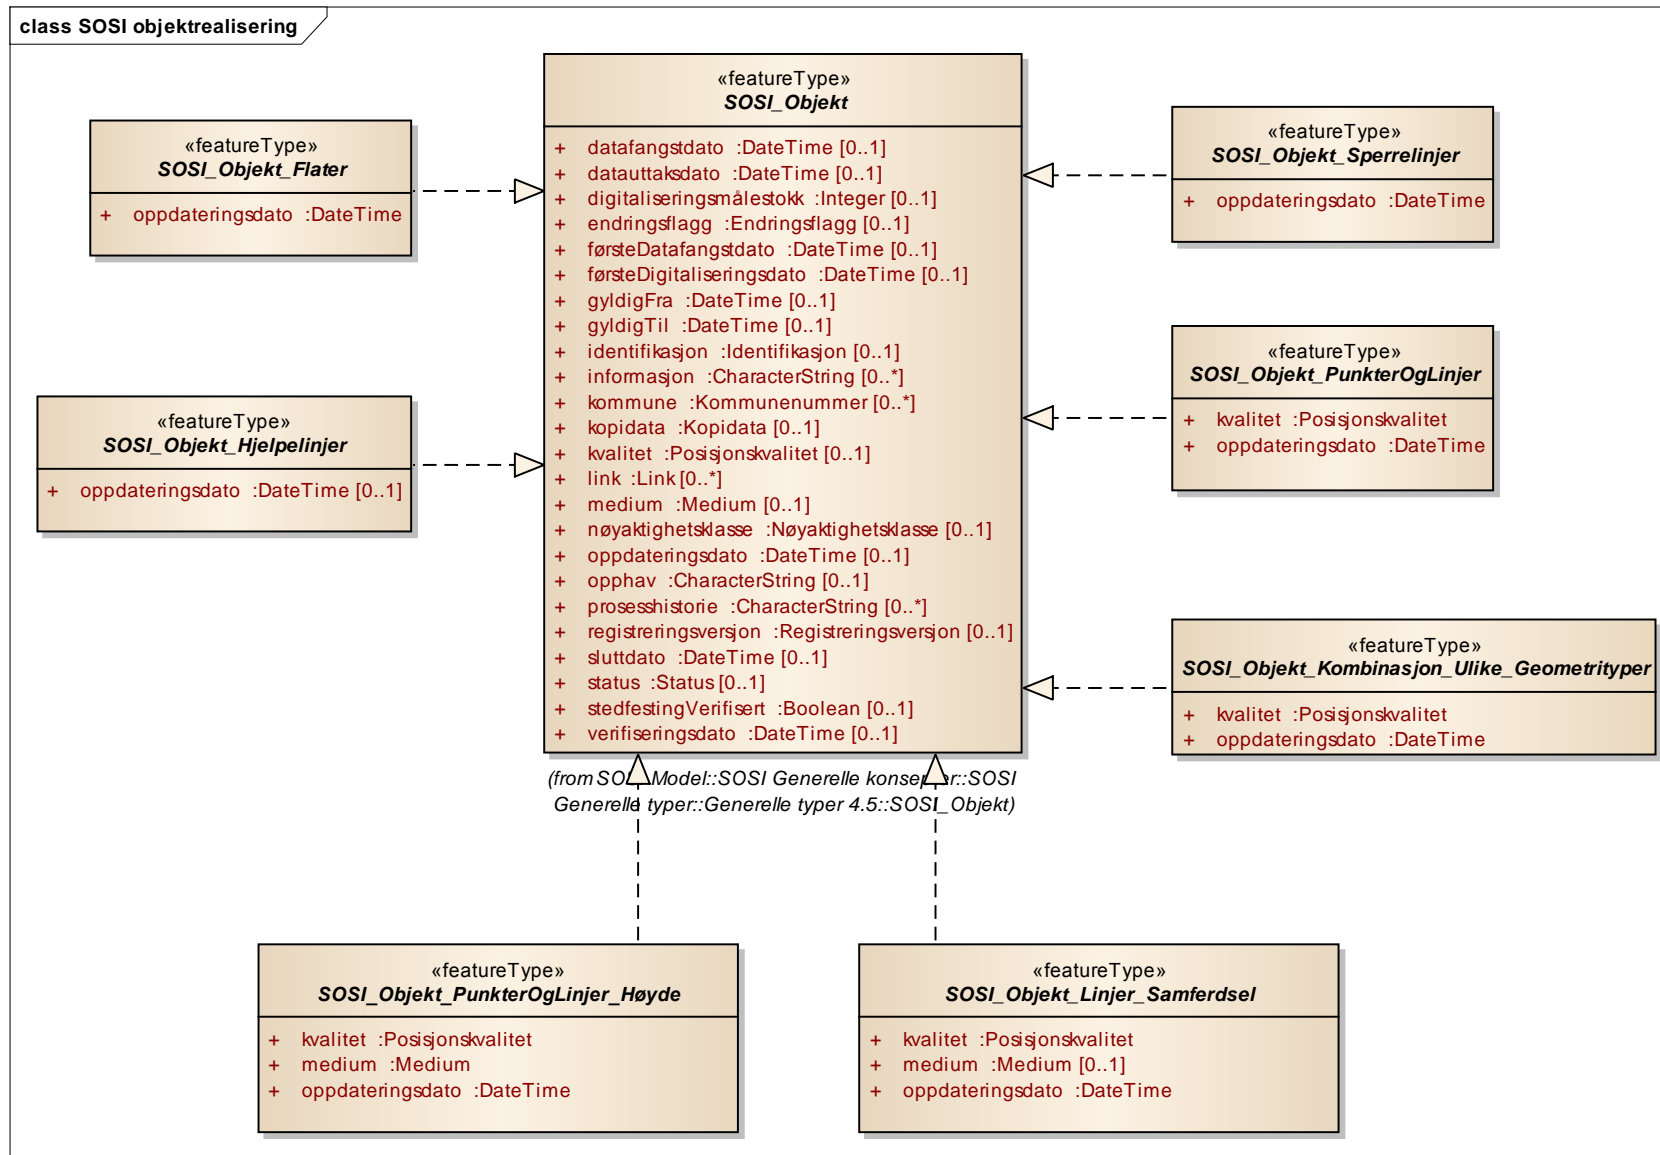 class SOSI objektrealisering
«featureType»
SOSI_Objekt
+ datafangstdato :DateTime [0..1]
+ datauttaksdato :DateTime [0..1]
+ digitaliseringsmålestokk :Integer [0..1]
+ endringsflagg :Endringsflagg [0..1]
+ førsteDatafangstdato :DateTime [0..1]
+ førsteDigitaliseringsdato :DateTime [0..1]
+ gyldigFra :DateTime [0..1]
+ gyldigTil :DateTime [0..1]
+ identifikasjon :Identifikasjon [0..1]
+ informasjon :CharacterString [0..*]
+ kommune :Kommunenummer [0..*]
+ kopidata :Kopidata [0..1]
+ kvalitet :Posisjonskvalitet [0..1]
+ link :Link [0..*]
+ medium :Medium [0..1]
+ nøyaktighetsklasse :Nøyaktighetsklasse [0..1]
+ oppdateringsdato :DateTime [0..1]
+ opphav :CharacterString [0..1]
+ prosesshistorie :CharacterString [0..*]
+ registreringsversjon :Registreringsversjon [0..1]
+ sluttdato :DateTime [0..1]
+ status :Status [0..1]
+ stedfestingVerifisert :Boolean [0..1]
+ verifiseringsdato :DateTime [0..1]
(from SOSI Model::SOSI Generelle konsepter::SOSI
Generelle typer::Generelle typer 4.5::SOSI_Objekt)
«featureType»
SOSI_Objekt_Flater
+ oppdateringsdato :DateTime
«featureType»
SOSI_Objekt_Hjelpelinjer
+ oppdateringsdato :DateTime [0..1]
«featureType»
SOSI_Objekt_Sperrelinjer
+ oppdateringsdato :DateTime
«featureType»
SOSI_Objekt_PunkterOgLinjer
+ kvalitet :Posisjonskvalitet
+ oppdateringsdato :DateTime
«featureType»
SOSI_Objekt_Kombinasjon_Ulike_Geometrityper
+ kvalitet :Posisjonskvalitet
+ oppdateringsdato :DateTime
«featureType»
SOSI_Objekt_PunkterOgLinjer_Høyde
+ kvalitet :Posisjonskvalitet
+ medium :Medium
+ oppdateringsdato :DateTime
«featureType»
SOSI_Objekt_Linjer_Samferdsel
+ kvalitet :Posisjonskvalitet
+ medium :Medium [0..1]
+ oppdateringsdato :DateTime